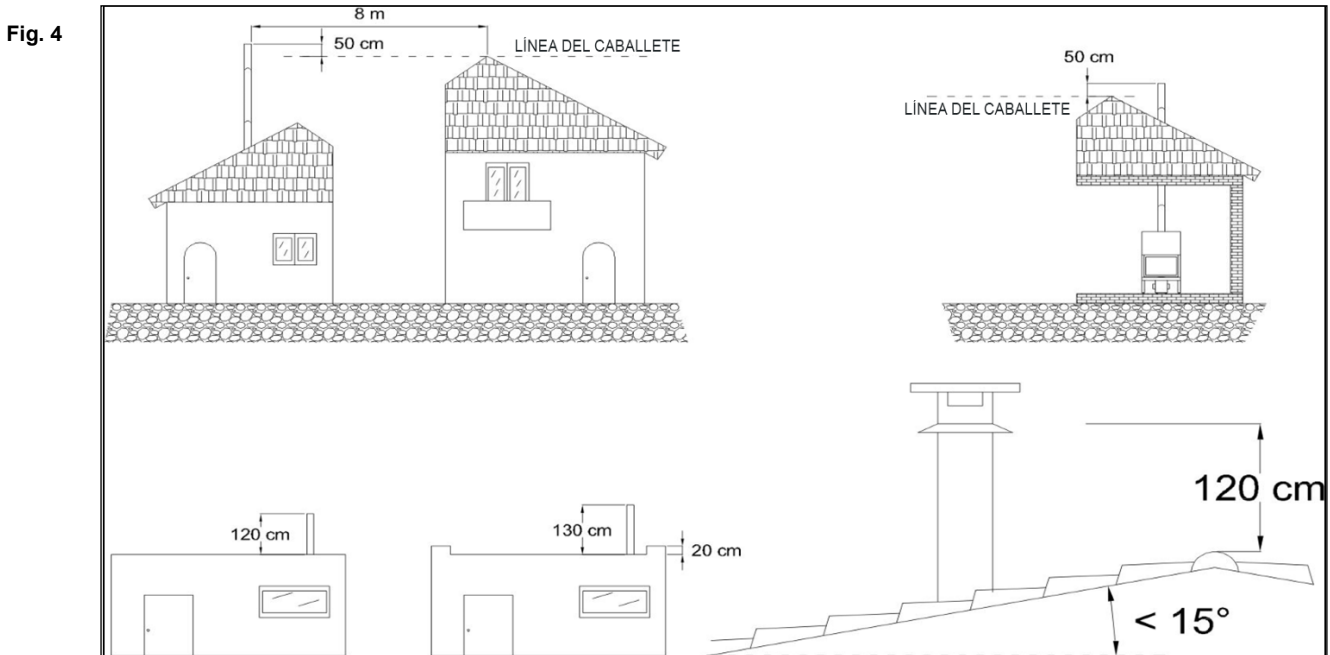 Fig. 4
8 m
50 cm
LÍNEA DEL CABALLETE
50 cm
LÍNEA DEL CABALLETE
120 cm
130 cm
20 cm
120 cm
< 15°